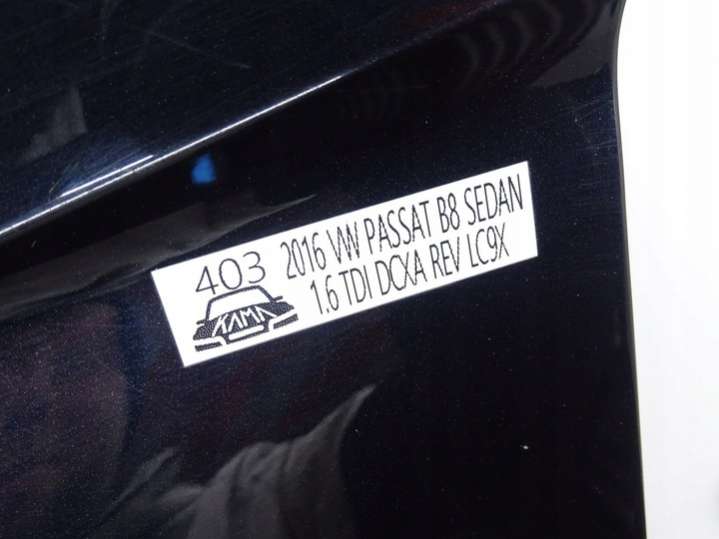 403
KAMA
2016 VW PASSAT B8 SEDAN
1.6 TDI DCXA REV LC9X